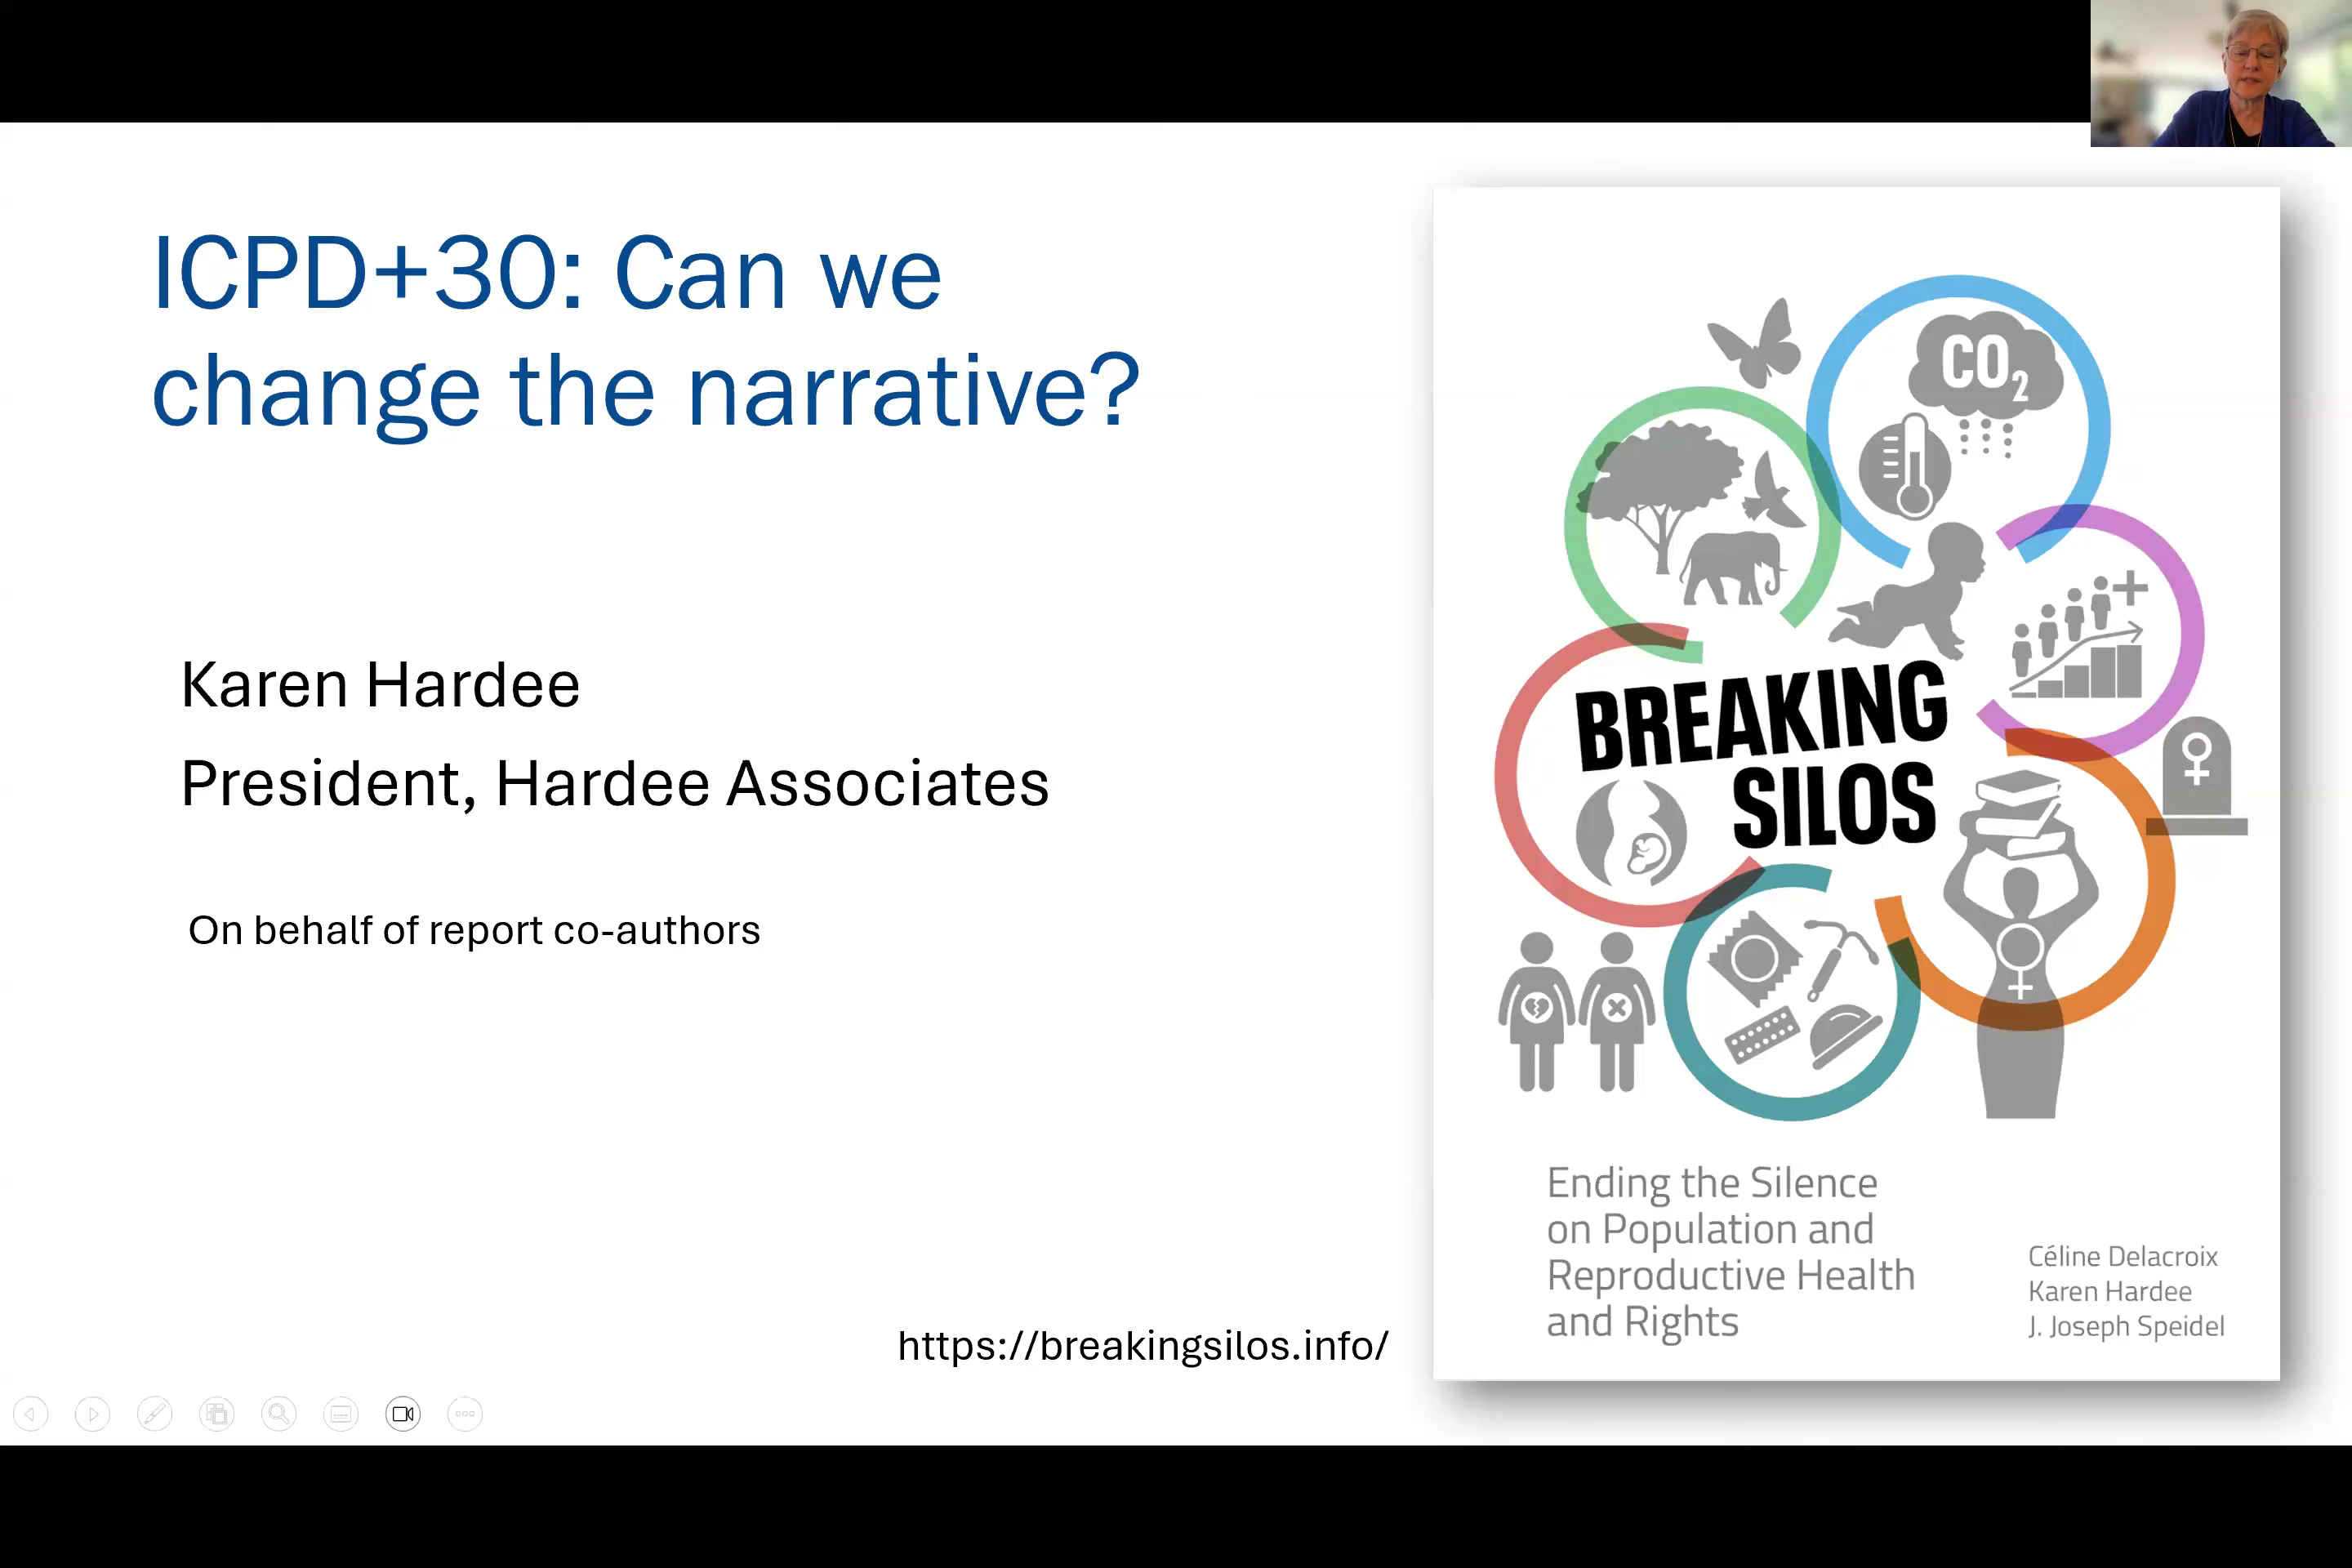 ICPD+30: Can we
change the narrative?
Karen Hardee
President, Hardee Associates
On behalf of report co-authors
https://breakingsilos.info/
CO2
BREAKING
SILOS
Ending the Silence
on Population and
Reproductive Health
and Rights
Céline Delacroix
Karen Hardee
J. Joseph Speidel